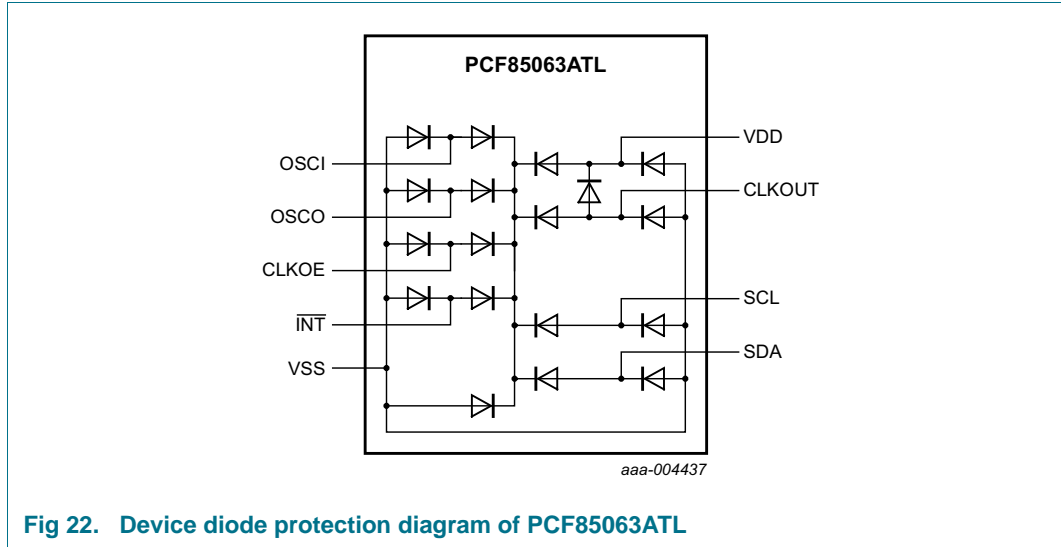 PCF85063ATL
OSCI
OSCO
CLKOE
INT
VSS
VDD
CLKOUT
SCL
SDA
aaa-004437
Fig 22. Device diode protection diagram of PCF85063ATL